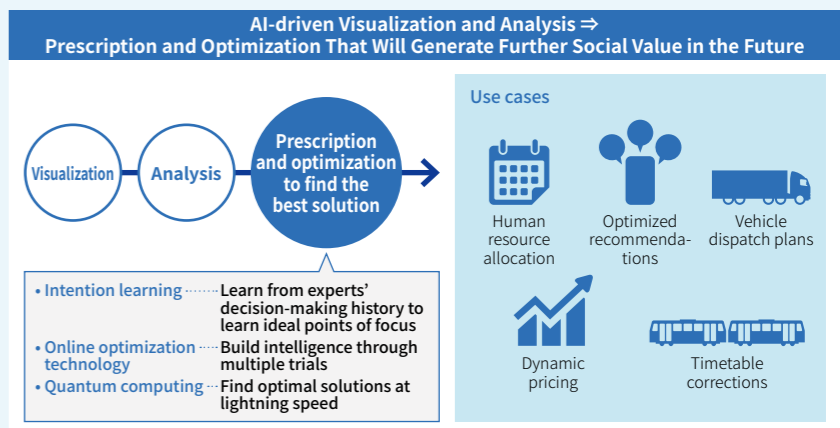 AI-driven Visualization and Analysis ⇒
Prescription and Optimization That Will Generate Further Social Value in the Future
Visualization
Analysis
Prescription
and optimization
to find the
best solution
• Intention learning ······· Learn from experts'
decision-making history to
learn ideal points of focus
• Online optimization ··· Build intelligence through
technology multiple trials
• Quantum computing ··· Find optimal solutions at
lightning speed
Use cases
Human
resource
allocation
Optimized
recommenda-
tions
Vehicle
dispatch plans
Dynamic
pricing
Timetable
corrections